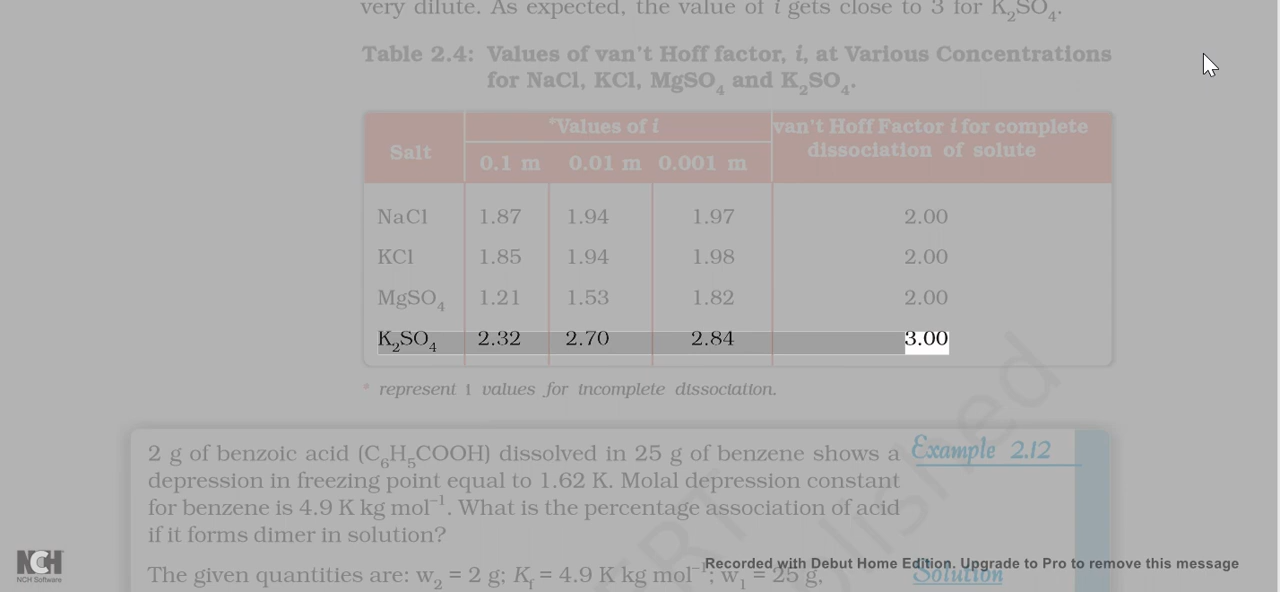 very dilute. As expected, the value of i gets close to 3 for K₂SO₄.
Table 2.4: Values of van't Hoff factor, i, at Various Concentrations
for NaCl, KCl, MgSO₄ and K₂SO₄.
Salt *Values of i van't Hoff Factor i for complete
dissociation of solute
0.1 m 0.01 m 0.001 m
NaCl 1.87 1.94 1.97 2.00
KCl 1.85 1.94 1.98 2.00
MgSO₄ 1.21 1.53 1.82 2.00
K₂SO₄ 2.32 2.70 2.84 3.00
* represent i values for incomplete dissociation.
2 g of benzoic acid (C₆H₅COOH) dissolved in 25 g of benzene shows a
depression in freezing point equal to 1.62 K. Molal depression constant
for benzene is 4.9 K kg mol⁻¹. What is the percentage association of acid
if it forms dimer in solution?
Example 2.12
The given quantities are: w₂ = 2 g; K_f = 4.9 K kg mol⁻¹; w₁ = 25 g,
Solution
NCH
NCH Software
Recorded with Debut Home Edition. Upgrade to Pro to remove this message